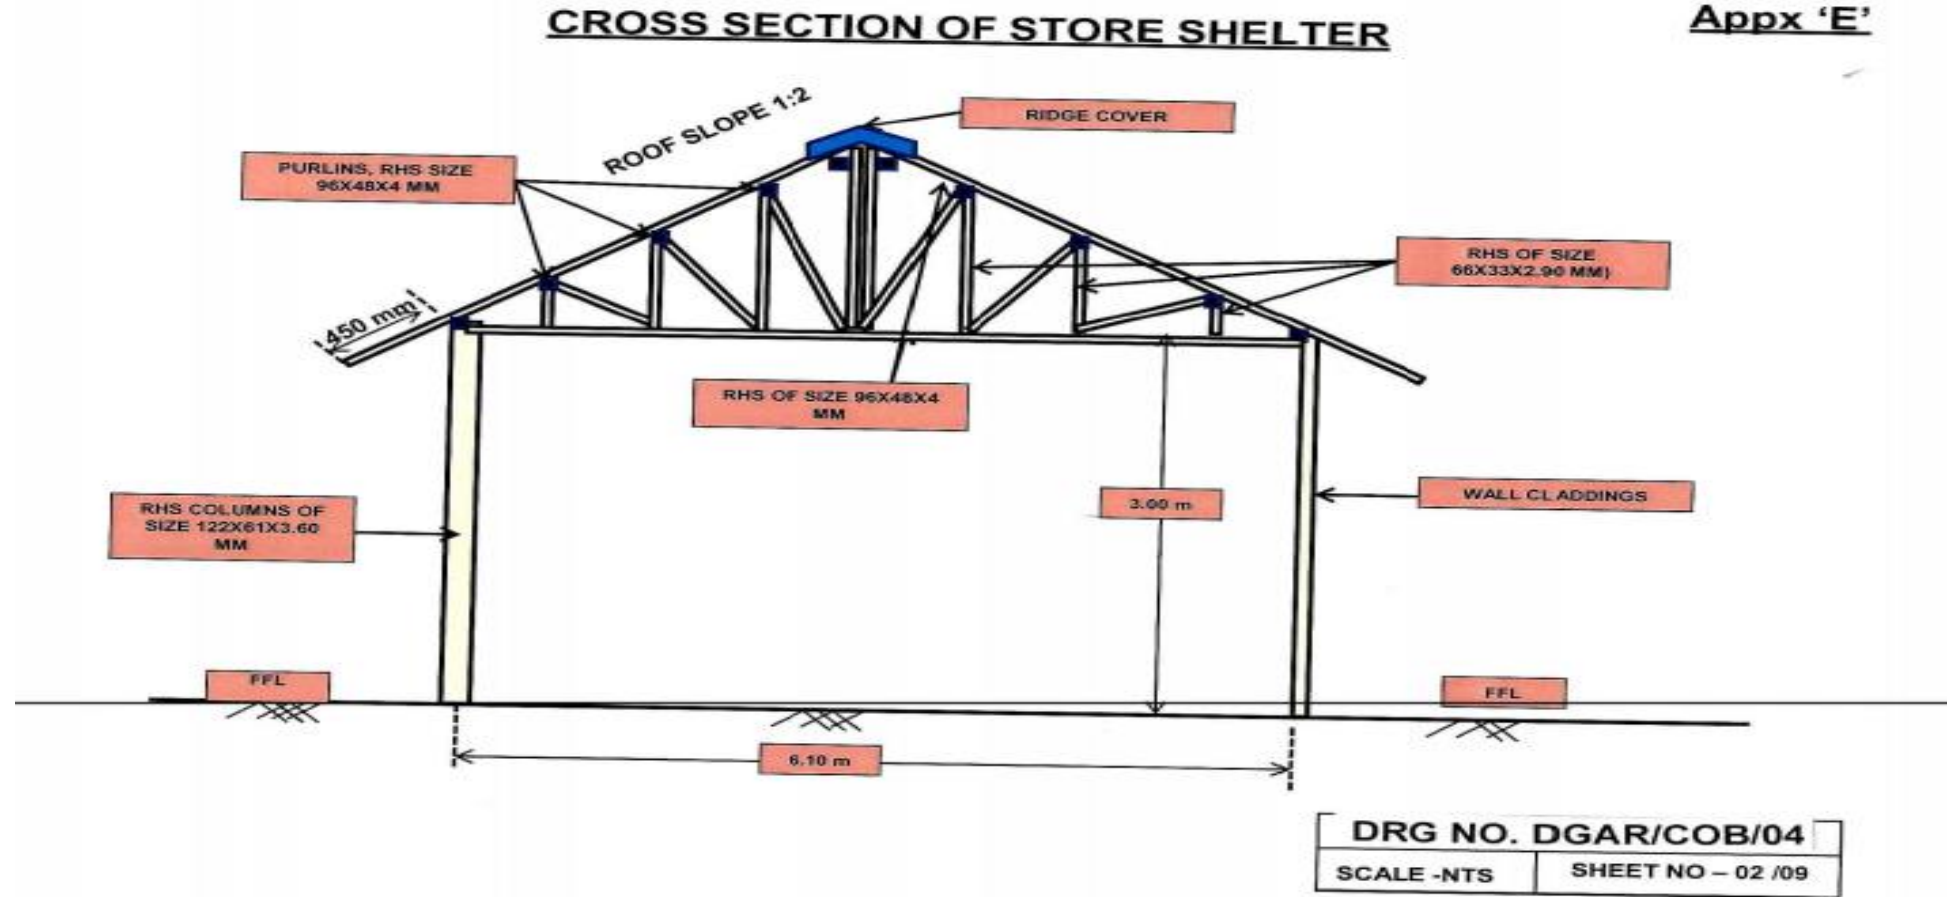 CROSS SECTION OF STORE SHELTER
Appx ‘E’
ROOF SLOPE 1:2
RIDGE COVER
PURLINS, RHS SIZE
96X48X4 MM
RHS OF SIZE
66X33X2.90 MM)
450 mm
RHS OF SIZE 96X48X4
MM
RHS COLUMNS OF
SIZE 122X61X3.60
MM
3.00 m
WALL CLADDINGS
FFL
FFL
6.10 m
DRG NO. DGAR/COB/04
SCALE -NTS
SHEET NO – 02 /09